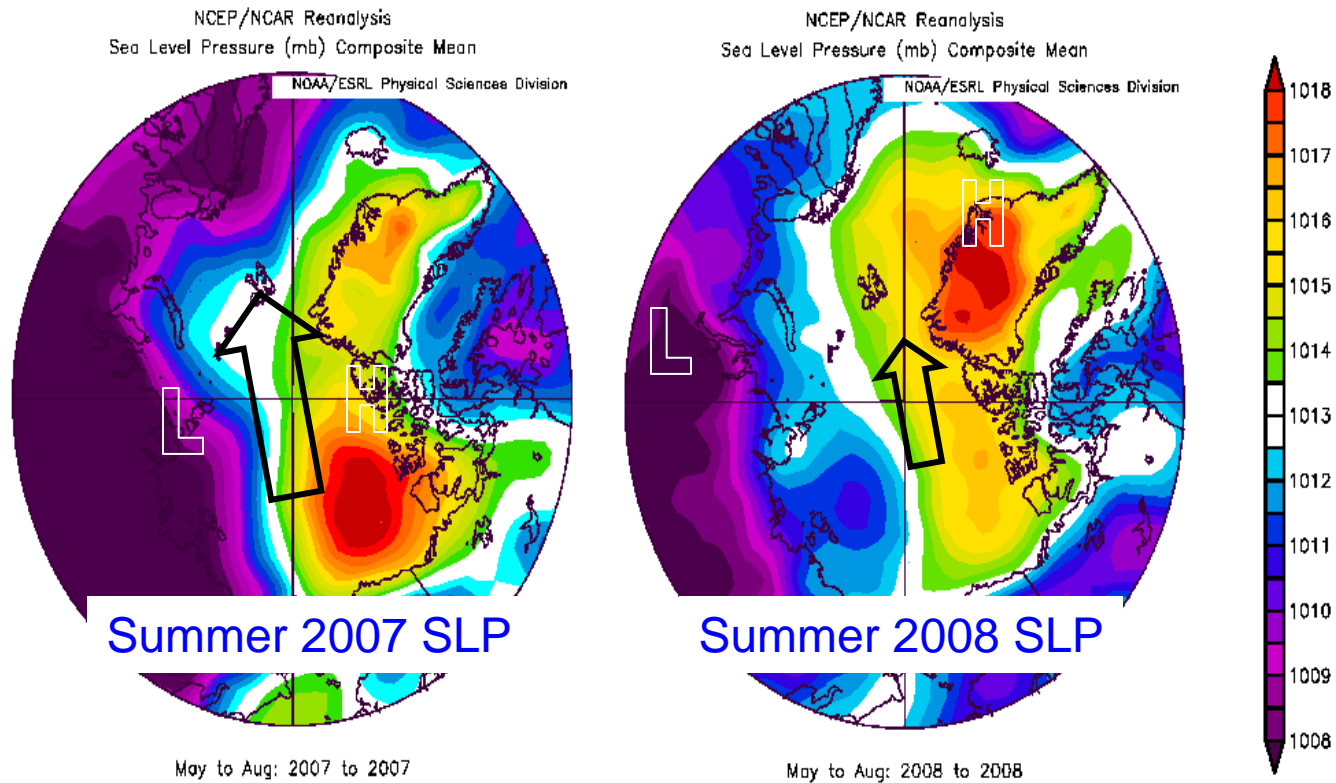 NCEP/NCAR Reanalysis
Sea Level Pressure (mb) Composite Mean
NOAA/ESRL Physical Sciences Division
H
L
Summer 2007 SLP
May to Aug: 2007 to 2007
NCEP/NCAR Reanalysis
Sea Level Pressure (mb) Composite Mean
NOAA/ESRL Physical Sciences Division
H
L
Summer 2008 SLP
May to Aug: 2008 to 2008
1018
1017
1016
1015
1014
1013
1012
1011
1010
1009
1008